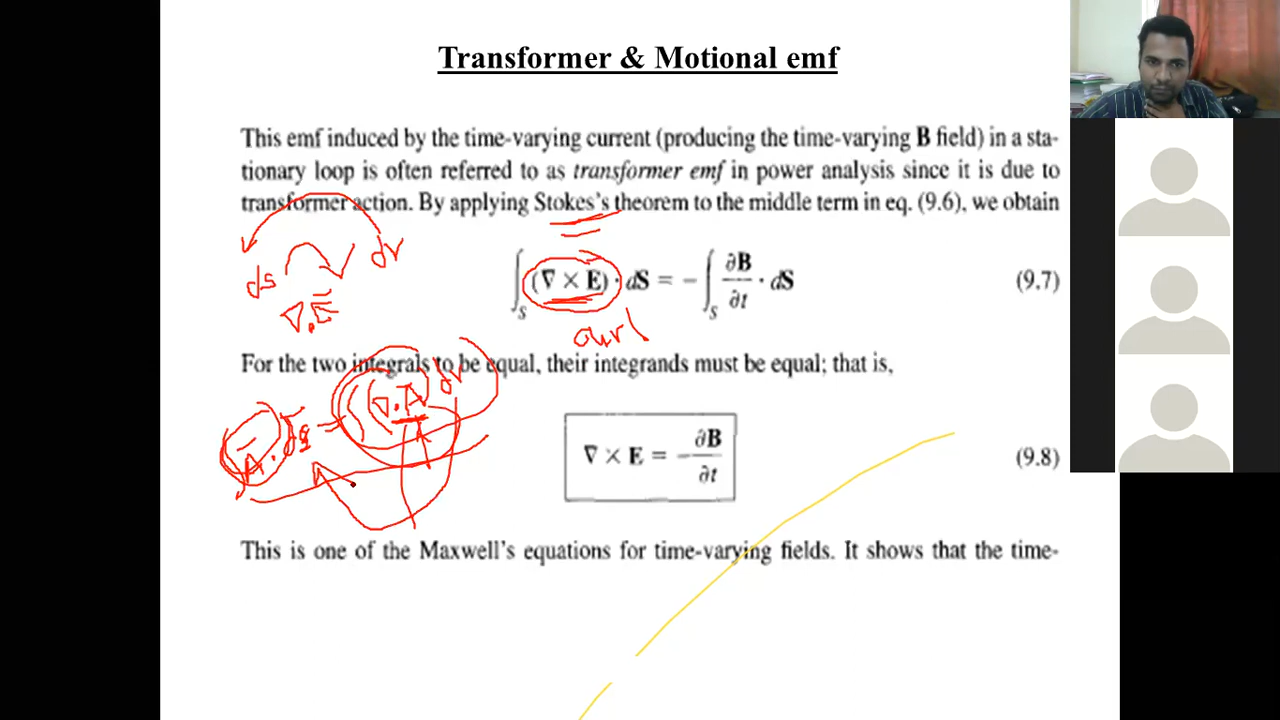 Transformer & Motional emf
This emf induced by the time-varying current (producing the time-varying B field) in a sta-
tionary loop is often referred to as transformer emf in power analysis since it is due to
transformer action. By applying Stokes's theorem to the middle term in eq. (9.6), we obtain
ds dv
∇.E
∫_S (∇ × E) · dS = − ∫_S ∂B/∂t · dS (9.7)
curl
For the two integrals to be equal, their integrands must be equal; that is,
A · ds = (∇.A) dv
∇ × E = − ∂B/∂t (9.8)
This is one of the Maxwell's equations for time-varying fields. It shows that the time-